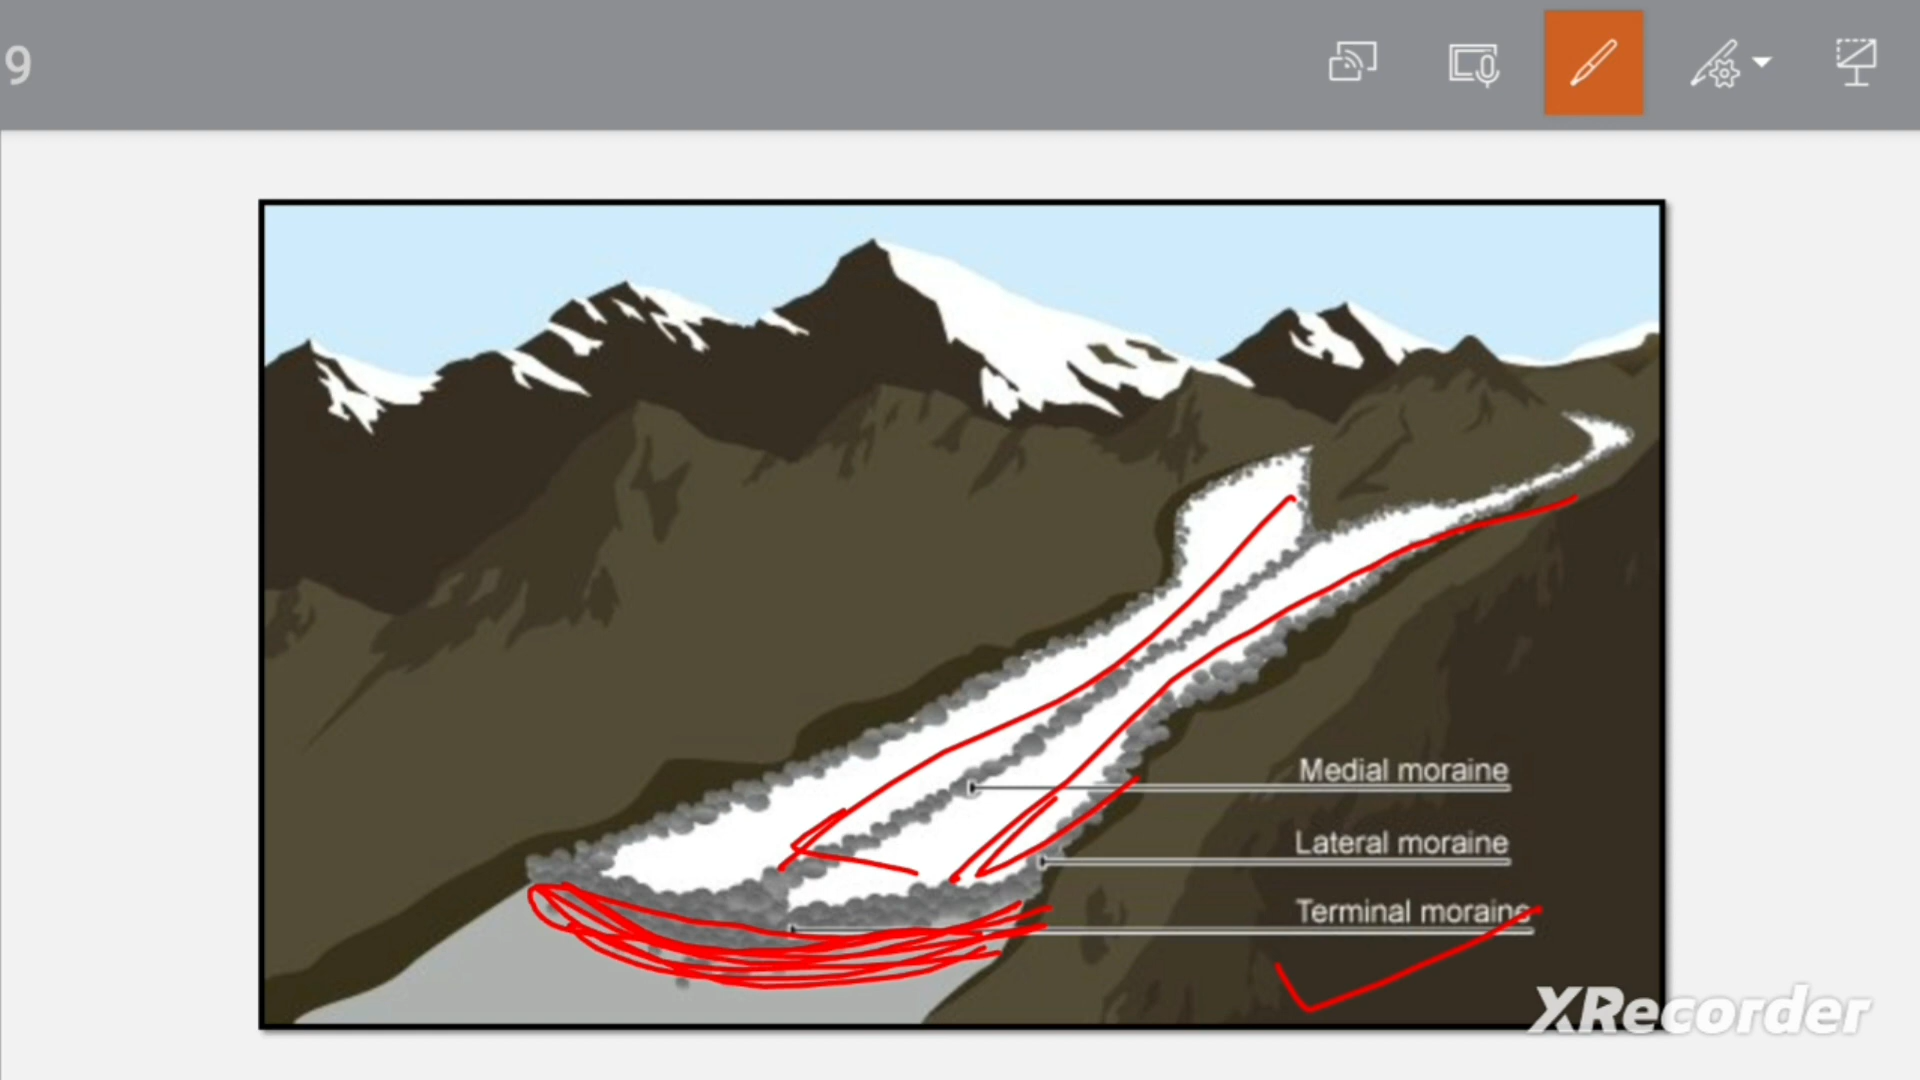 9
Medial moraine
Lateral moraine
Terminal moraine
XRecorder